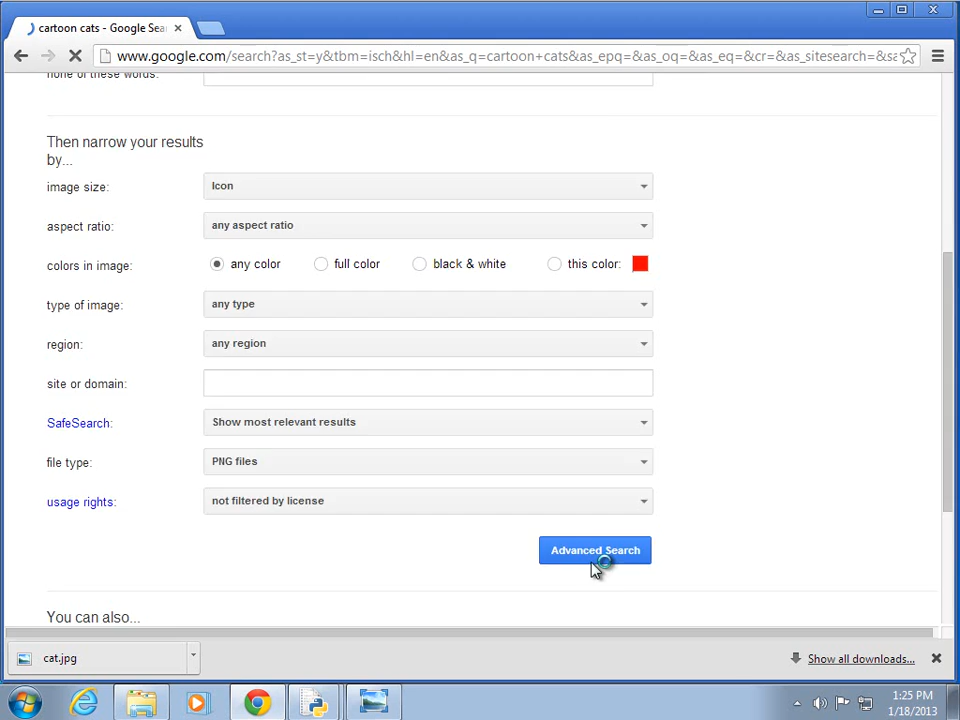 cartoon cats - Google Sea
www.google.com/search?as_st=y&tbm=isch&hl=en&as_q=cartoon+cats&as_epq=&as_oq=&as_eq=&cr=&as_sitesearch=&sa
none of these words:
Then narrow your results
by...
image size: Icon
aspect ratio: any aspect ratio
colors in image: any color full color black & white this color:
type of image: any type
region: any region
site or domain:
SafeSearch: Show most relevant results
file type: PNG files
usage rights: not filtered by license
Advanced Search
You can also...
cat.jpg Show all downloads...
1:25 PM
1/18/2013